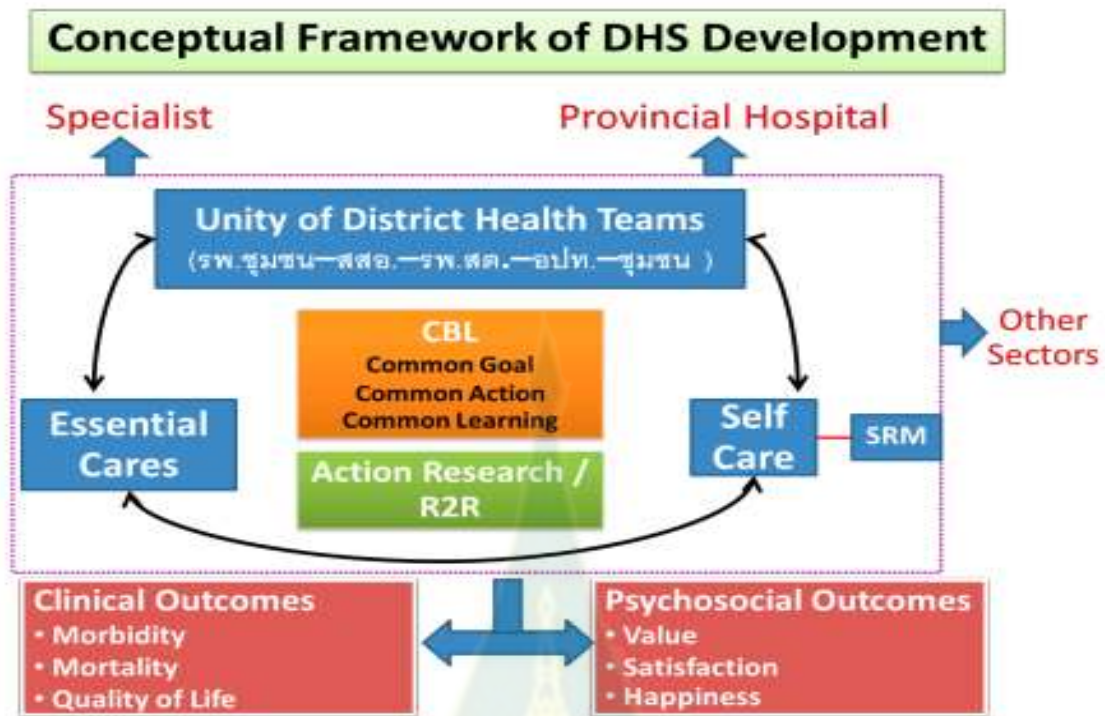 Conceptual Framework of DHS Development
Specialist
Provincial Hospital
Unity of District Health Teams
(รพ.ชุมชน–สสอ.–รพ.สต.–อปท.–ชุมชน )
CBL
Common Goal
Common Action
Common Learning
Other
Sectors
Essential
Cares
Self
Care
SRM
Action Research /
R2R
Clinical Outcomes
• Morbidity
• Mortality
• Quality of Life
Psychosocial Outcomes
• Value
• Satisfaction
• Happiness